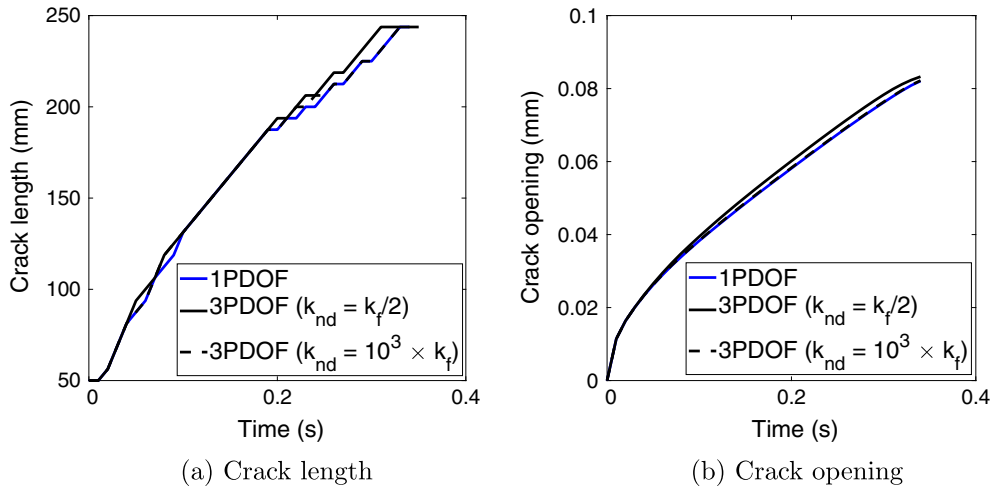 250
200
150
100
50
Crack length (mm)
1PDOF
3PDOF (k_nd = k_f/2)
3PDOF (k_nd = 10^3 × k_f)
0
0.2
0.4
Time (s)
(a) Crack length
0.1
0.08
0.06
0.04
0.02
0
Crack opening (mm)
1PDOF
3PDOF (k_nd = k_f/2)
3PDOF (k_nd = 10^3 × k_f)
0
0.2
0.4
Time (s)
(b) Crack opening